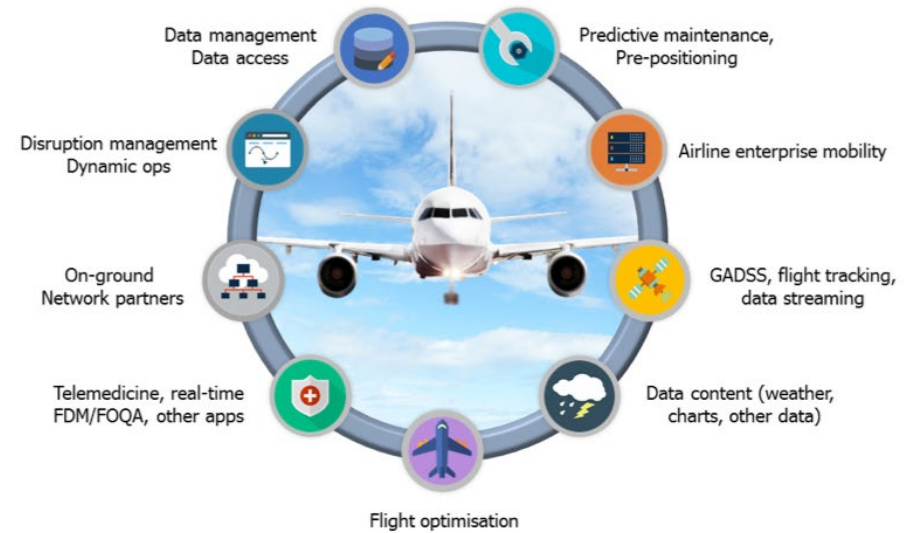 Data management
Data access
Predictive maintenance,
Pre-positioning
Disruption management
Dynamic ops
Airline enterprise mobility
On-ground
Network partners
GADSS, flight tracking,
data streaming
Telemedicine, real-time
FDM/FOQA, other apps
Data content (weather,
charts, other data)
Flight optimisation